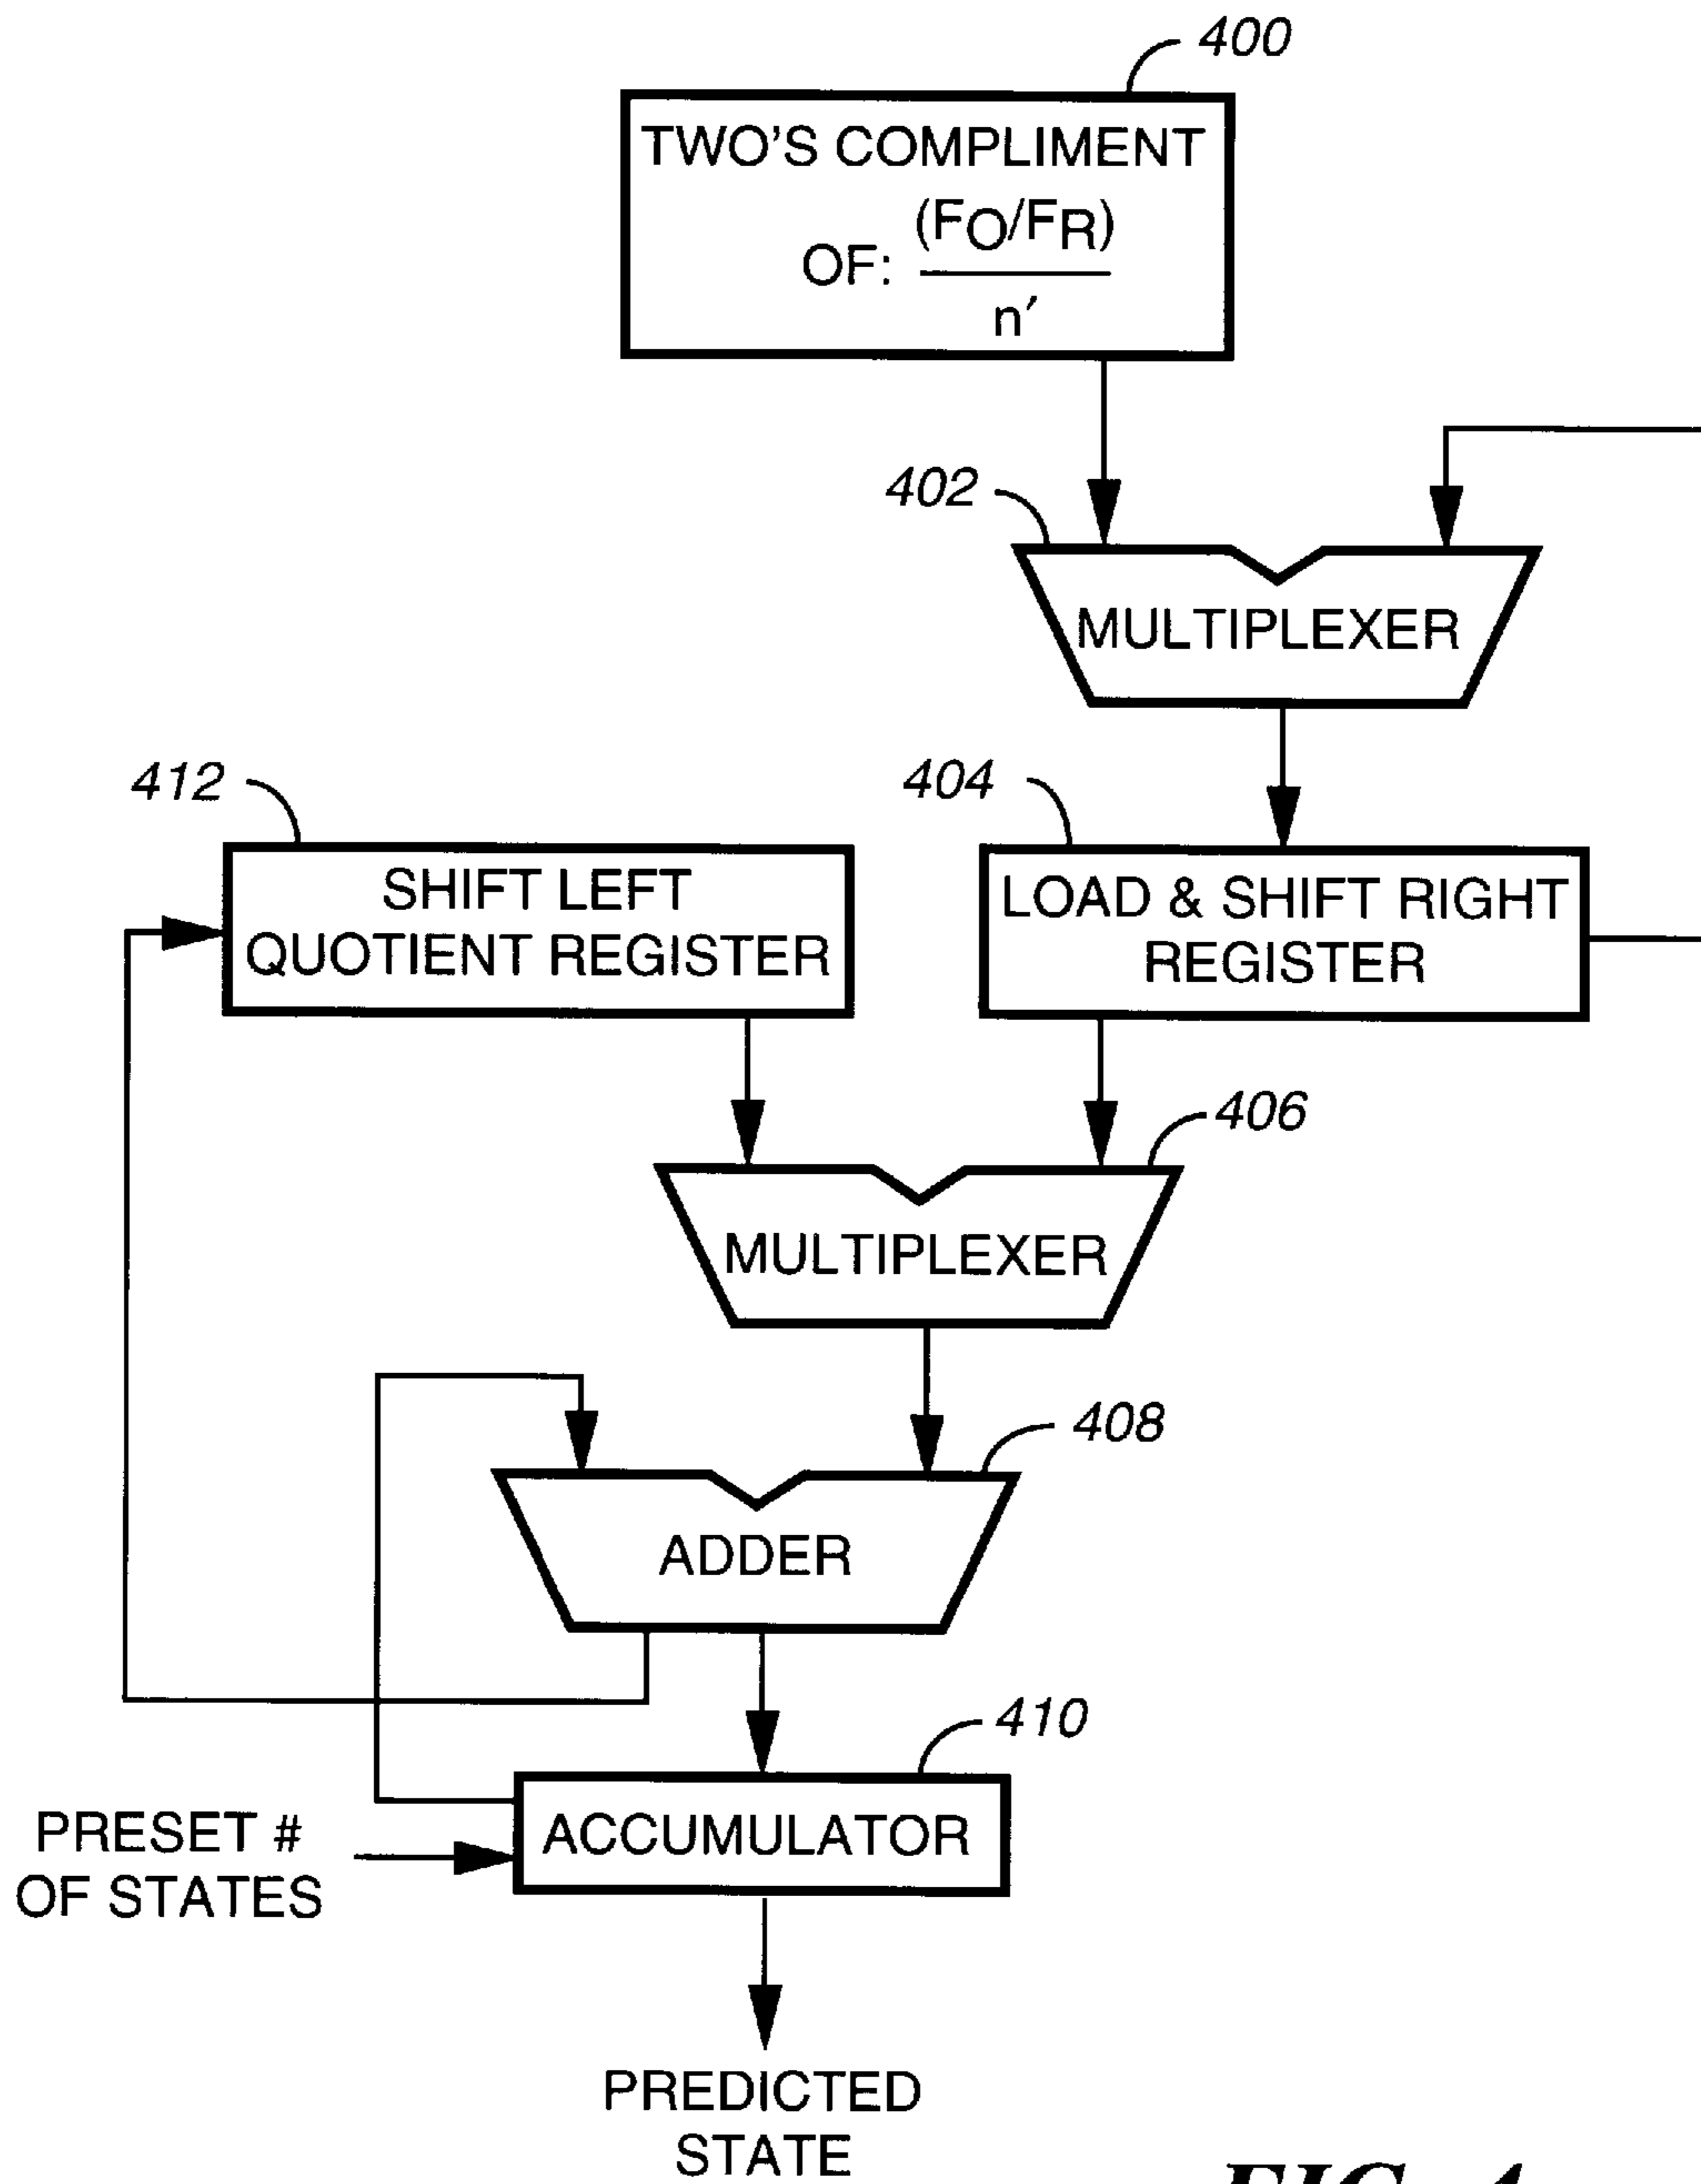 400
TWO'S COMPLIMENT
OF: (FO/FR)
n'
402
MULTIPLEXER
412
404
SHIFT LEFT
QUOTIENT REGISTER
LOAD & SHIFT RIGHT
REGISTER
406
MULTIPLEXER
408
ADDER
410
PRESET #
OF STATES
ACCUMULATOR
PREDICTED
STATE